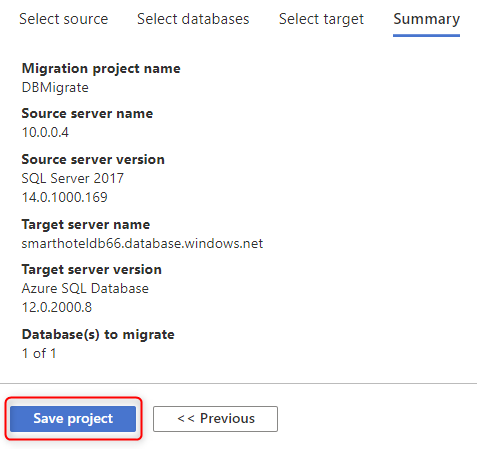 Select source Select databases Select target Summary
Migration project name
DBMigrate
Source server name
10.0.0.4
Source server version
SQL Server 2017
14.0.1000.169
Target server name
smarthoteldb66.database.windows.net
Target server version
Azure SQL Database
12.0.2000.8
Database(s) to migrate
1 of 1
Save project << Previous